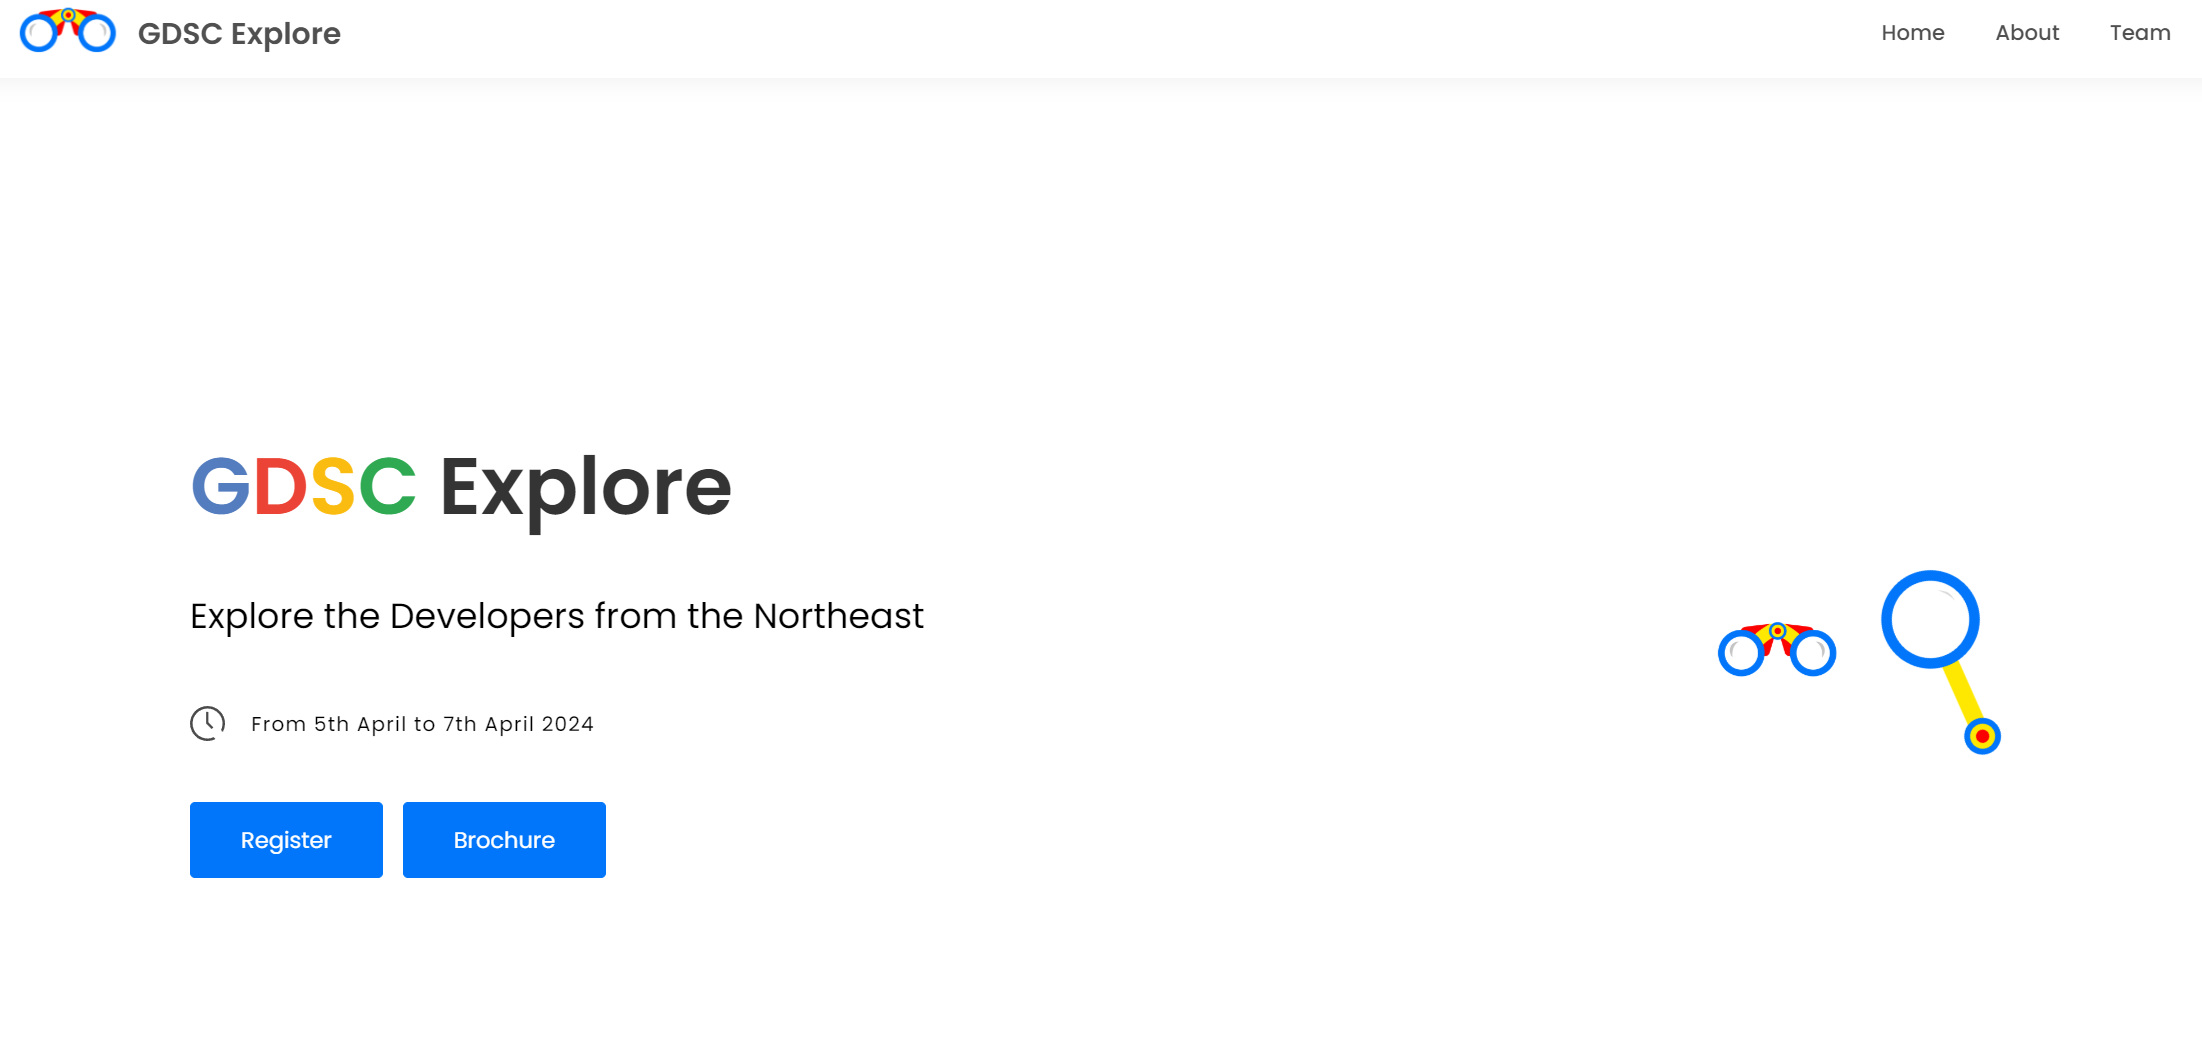 GDSC Explore
Home
About
Team
GDSC Explore
Explore the Developers from the Northeast
From 5th April to 7th April 2024
Register
Brochure